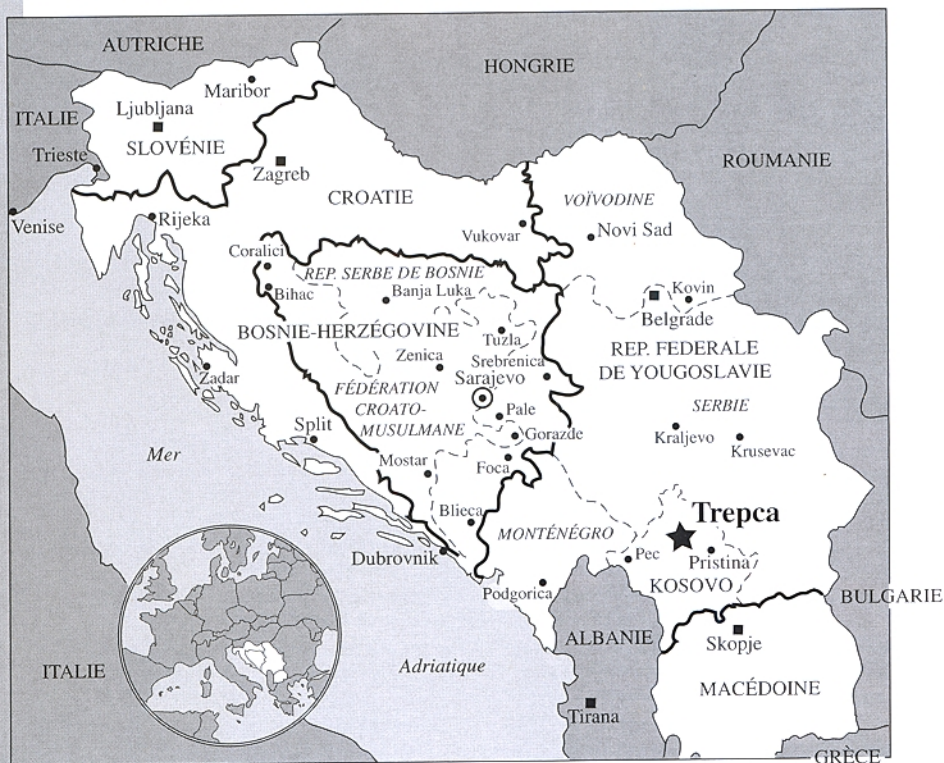 AUTRICHE
HONGRIE
Maribor
Ljubljana
ITALIE
SLOVÉNIE
Trieste
ROUMANIE
Zagreb
CROATIE
VOÏVODINE
Venise
Rijeka
Vukovar
Novi Sad
Coralici
REP. SERBE DE BOSNIE
Bihac
Banja Luka
Kovin
Belgrade
BOSNIE-HERZÉGOVINE
Tuzla
REP. FEDERALE
DE YOUGOSLAVIE
Zenica
Srebrenica
Sarajevo
Zadar
FÉDÉRATION
CROATO-
MUSULMANE
SERBIE
Pale
Split
Gorazde
Kraljevo
Krusevac
Mer
Mostar
Foca
Blieca
Trepca
MONTÉNÉGRO
Dubrovnik
Pec
Pristina
Podgorica
KOSOVO
BULGARIE
ALBANIE
Skopje
ITALIE
Adriatique
MACÉDOINE
Tirana
GRÈCE